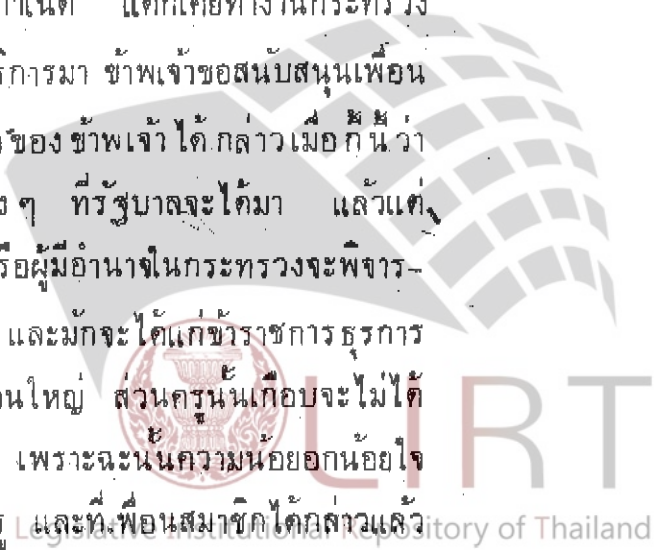 กำเนิด แต่ก็เคยทำงานกระทรวง
ริการมา ข้าพเจ้าขอสนับสนุนเพื่อน
ของ ข้าพเจ้า ได้ กล่าวเมื่อกี้นี้ ว่า
ง ๆ ที่รัฐบาลจะได้มา แล้วแต่
รือผู้มีอำนาจในกระทรวงจะพิจาร-
และมักจะได้แก่ข้าราชการธุรการ
วนใหญ่ ส่วนครูนั้นเกือบจะไม่ได้
เพราะฉะนั้นความน้อยอกน้อยใจ
และที่เพื่อนสมาชิกได้กล่าวแล้ว
LIRT
Legislative Institutional Repository of Thailand